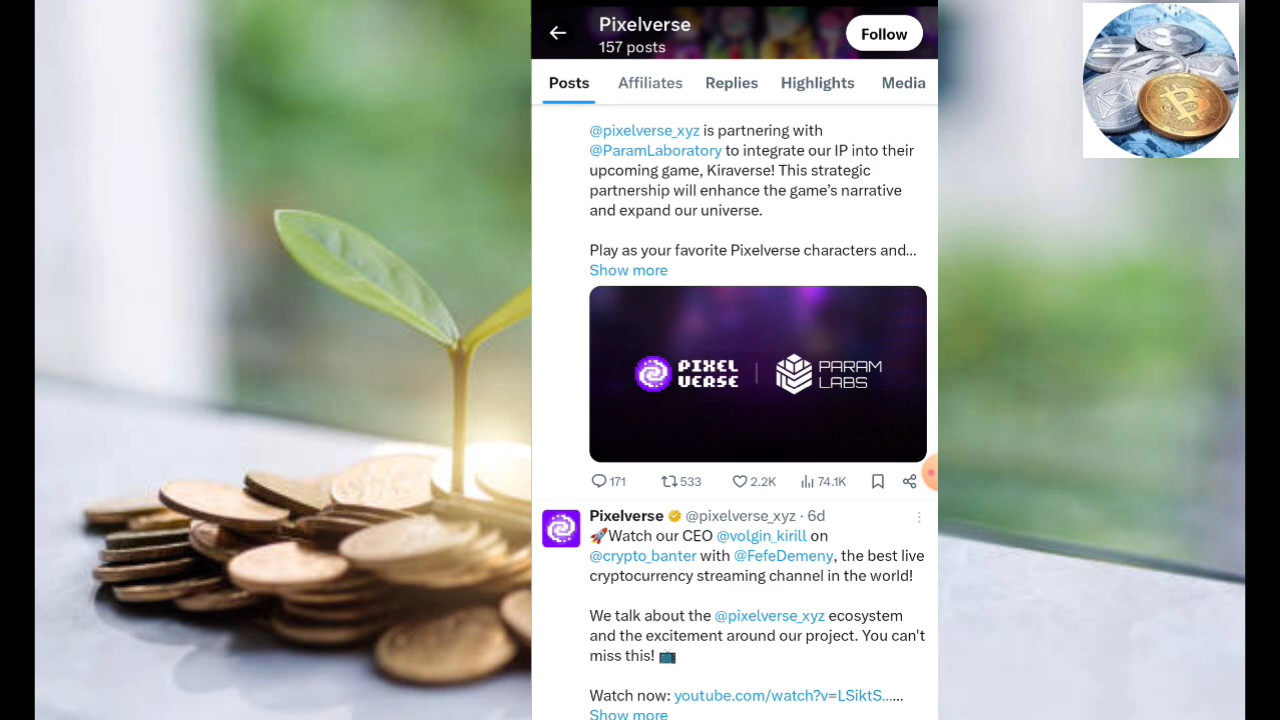 Pixelverse
157 posts
Follow
Posts Affiliates Replies Highlights Media
@pixelverse_xyz is partnering with
@ParamLaboratory to integrate our IP into their
upcoming game, Kiraverse! This strategic
partnership will enhance the game’s narrative
and expand our universe.
Play as your favorite Pixelverse characters and...
Show more
PIXEL
VERSE
PARAM
LABS
171 533 2.2K 74.1K
Pixelverse @pixelverse_xyz · 6d
🚀Watch our CEO @volgin_kirill on
@crypto_banter with @FefeDemeny, the best live
cryptocurrency streaming channel in the world!
We talk about the @pixelverse_xyz ecosystem
and the excitement around our project. You can't
miss this! 📺
Watch now: youtube.com/watch?v=LSiktS......
Show more